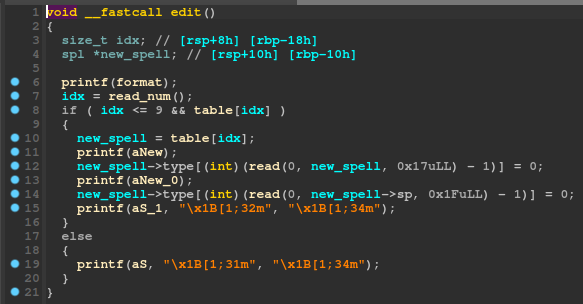 1 void __fastcall edit()
2 {
3 size_t idx; // [rsp+8h] [rbp-18h]
4 spl *new_spell; // [rsp+10h] [rbp-10h]
5
6 printf(format);
7 idx = read_num();
8 if ( idx <= 9 && table[idx] )
9 {
10 new_spell = table[idx];
11 printf(aNew);
12 new_spell->type[(int)(read(0, new_spell, 0x17uLL) - 1)] = 0;
13 printf(aNew_0);
14 new_spell->type[(int)(read(0, new_spell->sp, 0x1FuLL) - 1)] = 0;
15 printf(aS_1, "\x1B[1;32m", "\x1B[1;34m");
16 }
17 else
18 {
19 printf(aS, "\x1B[1;31m", "\x1B[1;34m");
20 }
21 }